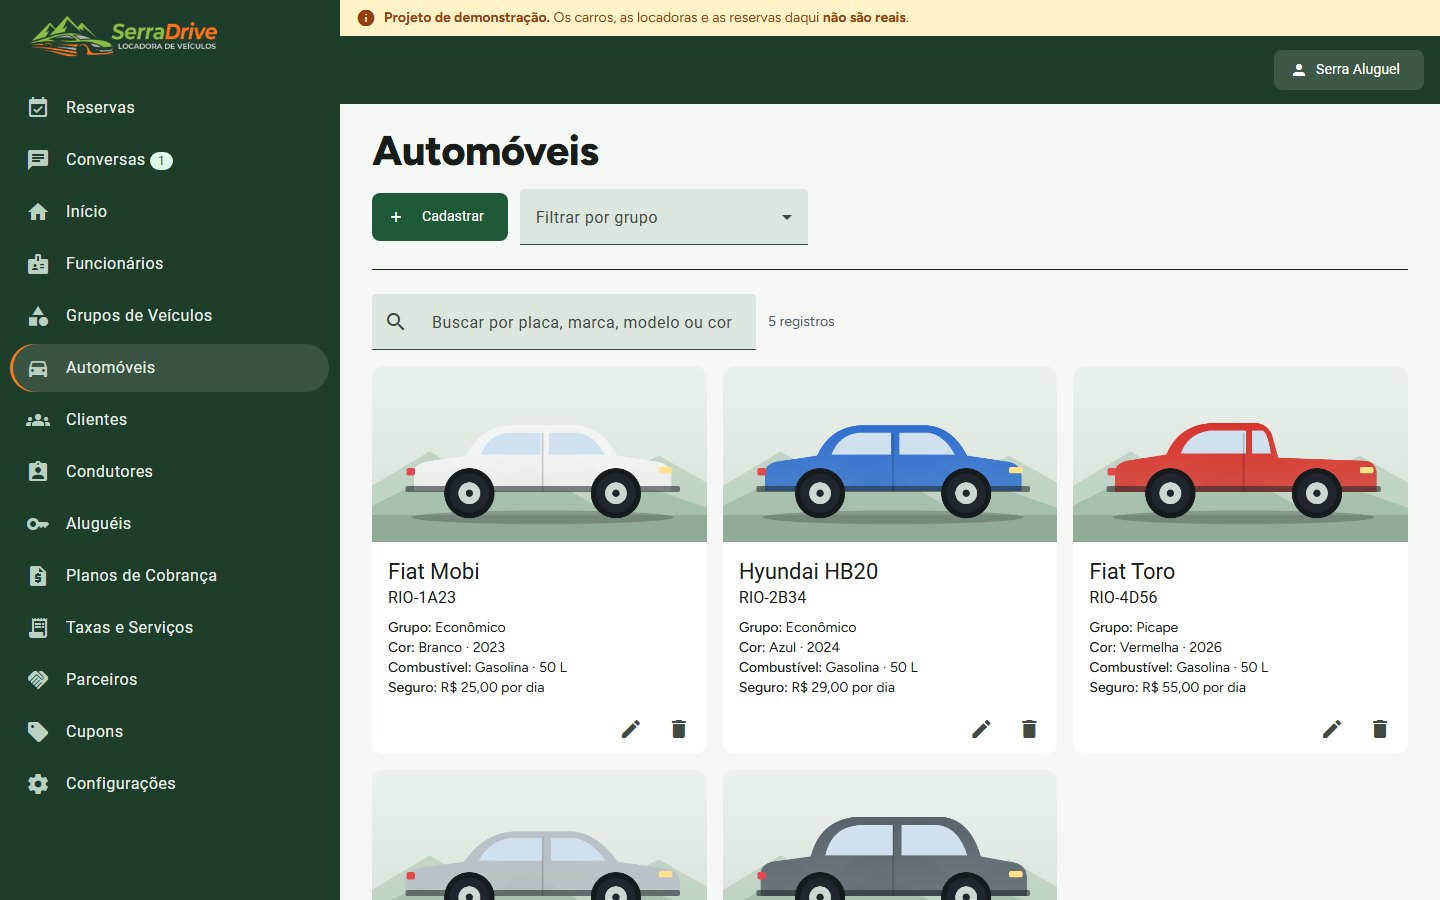 SerraDrive
LOCADORA DE VEÍCULOS
Reservas
Conversas 1
Início
Funcionários
Grupos de Veículos
Automóveis
Clientes
Condutores
Aluguéis
Planos de Cobrança
Taxas e Serviços
Parceiros
Cupons
Configurações
Projeto de demonstração. Os carros, as locadoras e as reservas daqui não são reais.
Serra Aluguel
Automóveis
+ Cadastrar
Filtrar por grupo
Buscar por placa, marca, modelo ou cor
5 registros
Fiat Mobi
RIO-1A23
Grupo: Econômico
Cor: Branco · 2023
Combustível: Gasolina · 50 L
Seguro: R$ 25,00 por dia
Hyundai HB20
RIO-2B34
Grupo: Econômico
Cor: Azul · 2024
Combustível: Gasolina · 50 L
Seguro: R$ 29,00 por dia
Fiat Toro
RIO-4D56
Grupo: Picape
Cor: Vermelha · 2026
Combustível: Gasolina · 50 L
Seguro: R$ 55,00 por dia